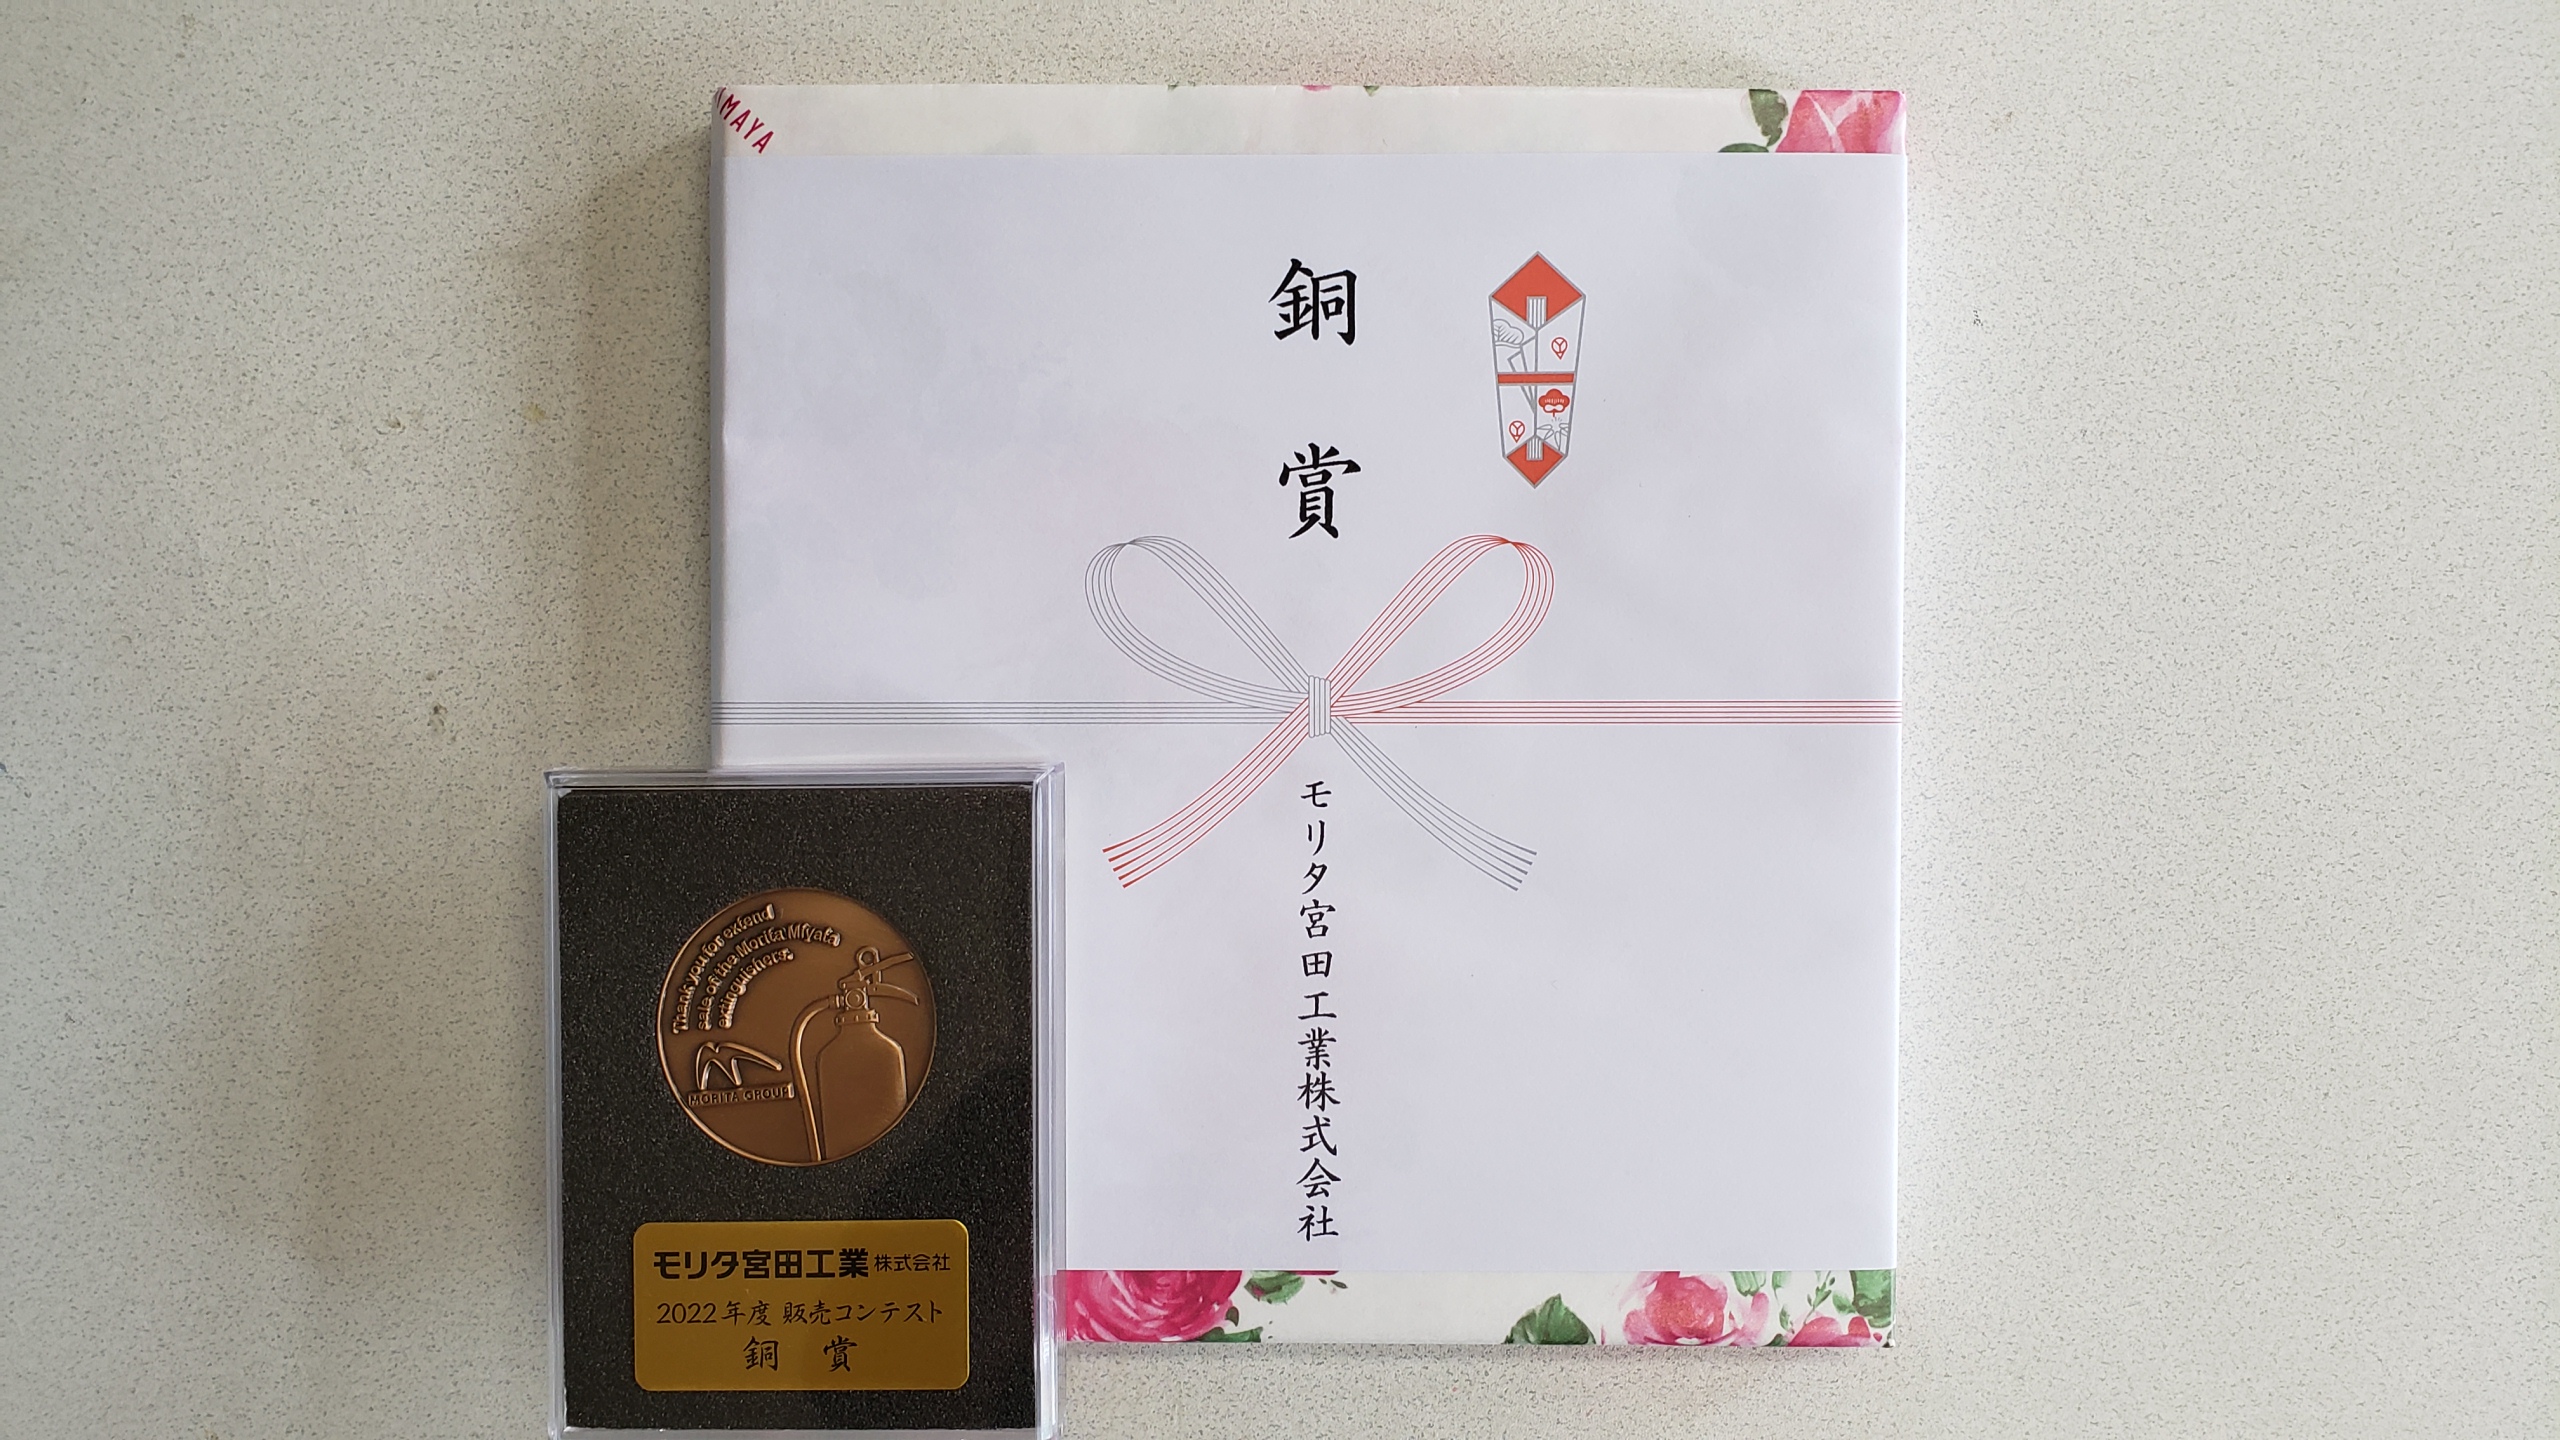 MAYA
銅賞
モリタ宮田工業株式会社
Thank you for extend
sale of the Morita Miyata
extinguishers.
MORITA GROUP
モリタ宮田工業株式会社
2022年度 販売コンテスト
銅 賞